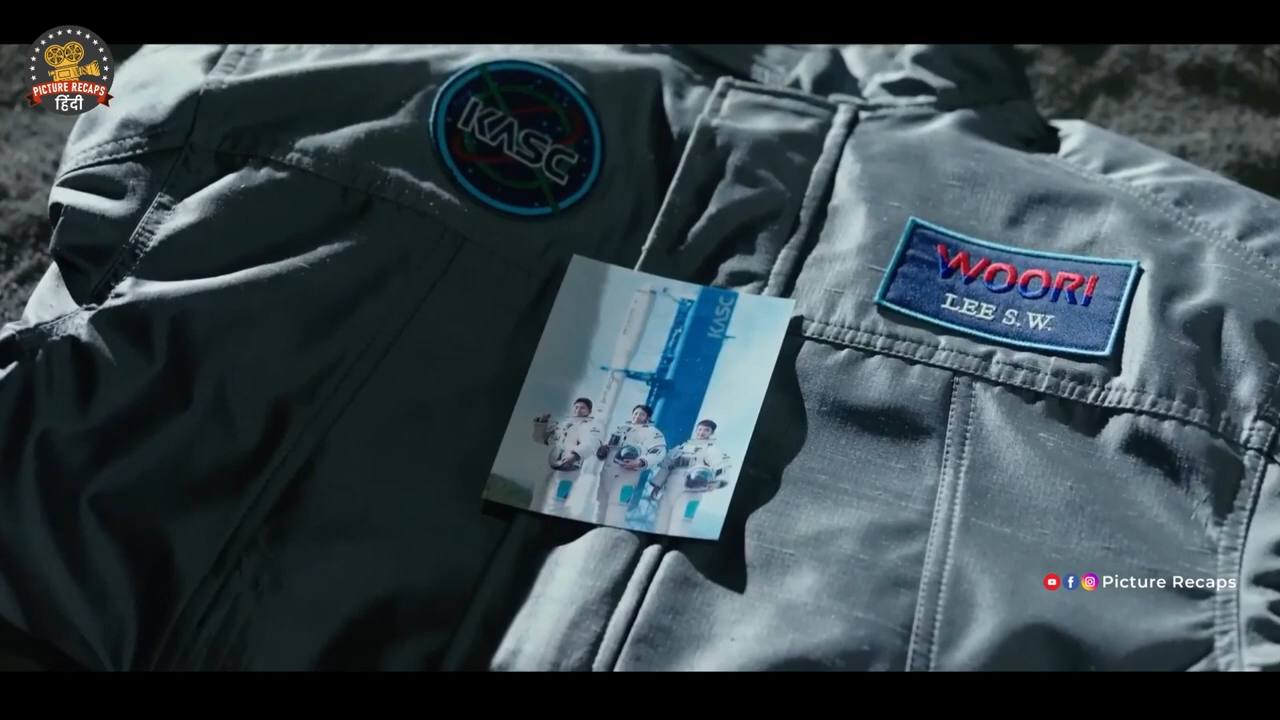 PICTURE RECAPS
हिंदी
KASC
WOORI
LEE S.W.
KASC
Picture Recaps